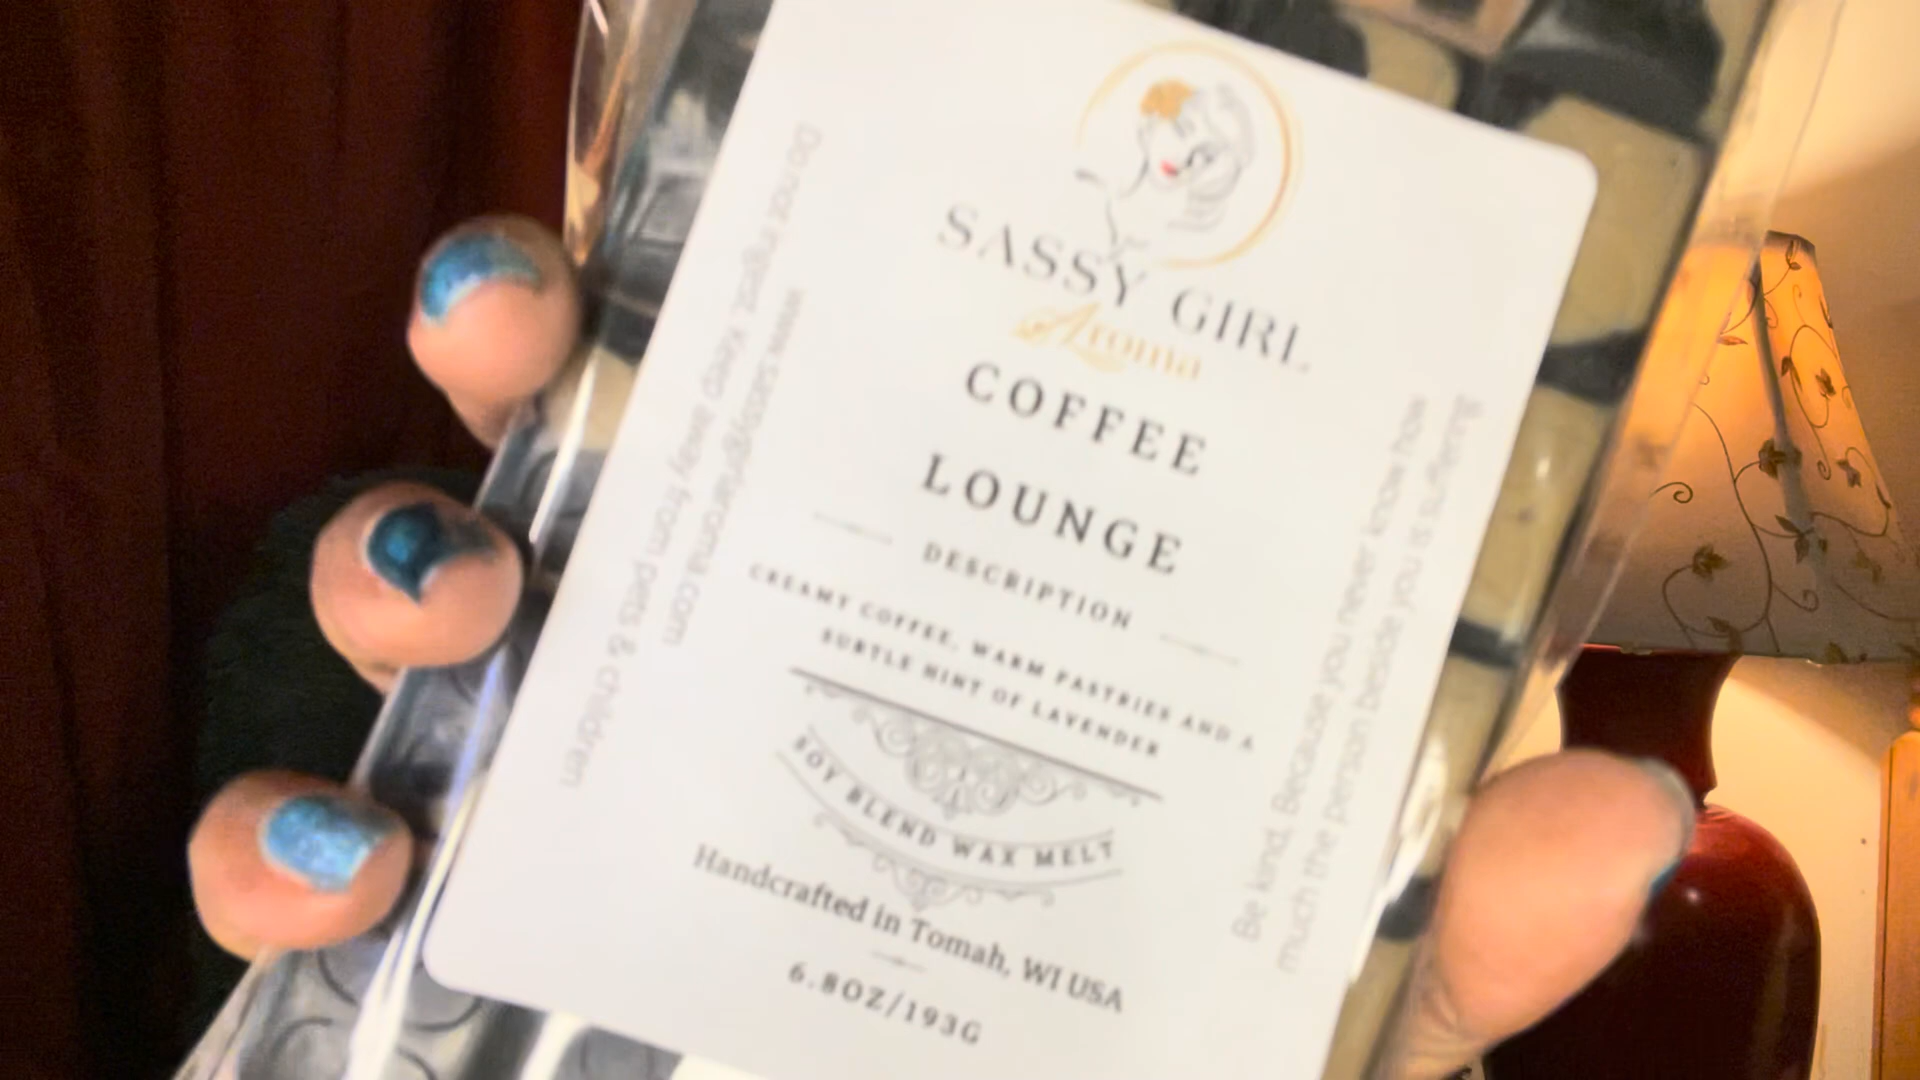 SASSY GIRL
Aroma
COFFEE
LOUNGE
DESCRIPTION
CREAMY COFFEE, WARM PASTRIES AND A
SUBTLE HINT OF LAVENDER
SOY BLEND WAX MELT
Handcrafted in Tomah, WI USA
6.8OZ/193G
Do not ingest. Keep away from pets & children
www.sassygirlaroma.com
Be kind. Because you never know how
much the person beside you is suffering